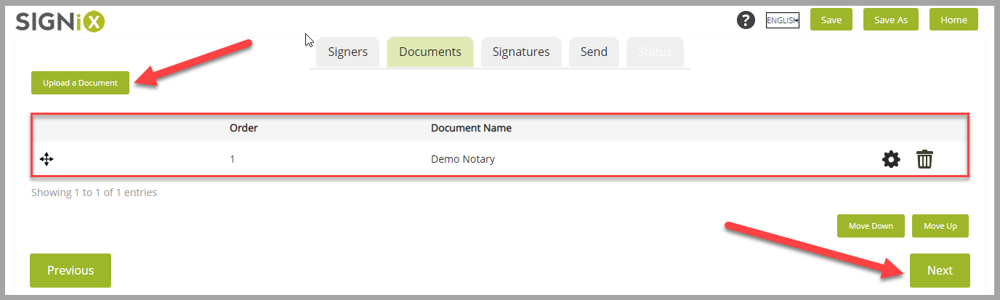 SIGNiX
?
ENGLISH
Save
Save As
Home
Signers
Documents
Signatures
Send
Status
Upload a Document
Order
Document Name
1
Demo Notary
Showing 1 to 1 of 1 entries
Move Down
Move Up
Previous
Next